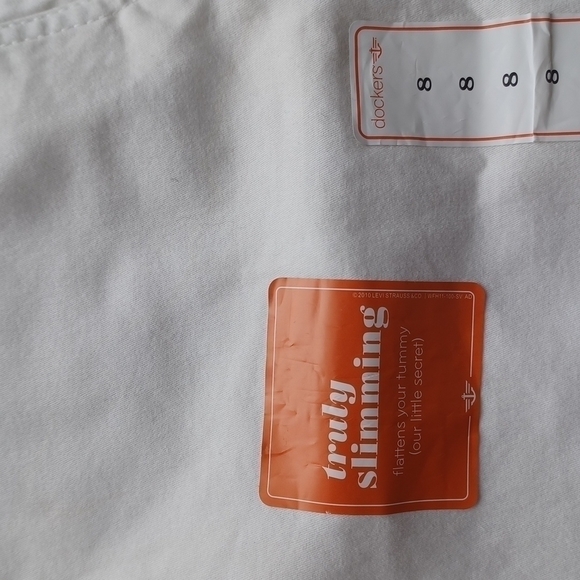 dockers
8
8
8
8
© 2010 LEVI STRAUSS & CO.
truly
slimming
flattens your tummy
(our little secret)